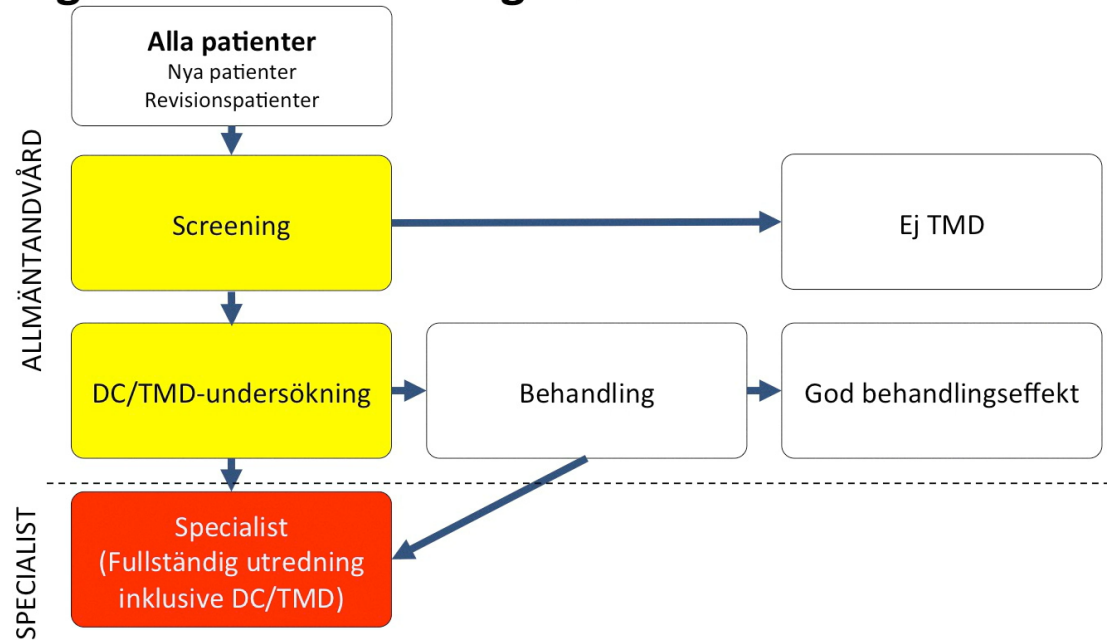 Alla patienter
Nya patienter
Revisionspatienter
ALLMÄNTANDVÅRD
Screening
Ej TMD
DC/TMD-undersökning
Behandling
God behandlingseffekt
SPECIALIST
Specialist
(Fullständig utredning
inklusive DC/TMD)